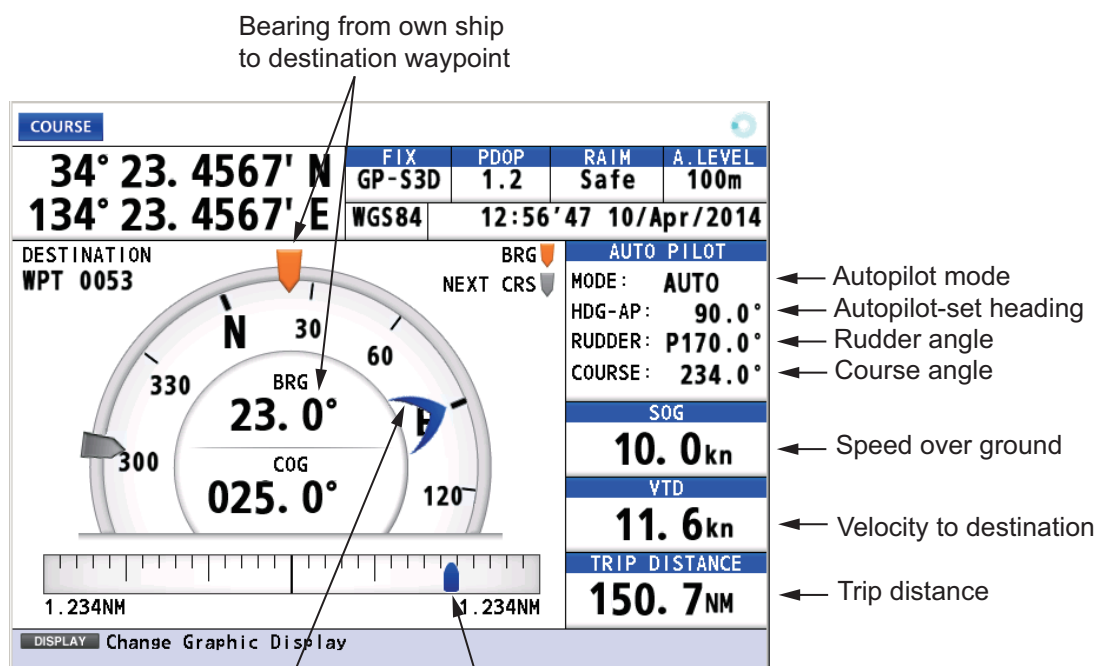 Bearing from own ship
to destination waypoint
COURSE
34° 23. 4567' N
134° 23. 4567' E
FIX PDOP RAIM A.LEVEL
GP-S3D 1.2 Safe 100m
WGS84 12:56'47 10/Apr/2014
DESTINATION
WPT 0053
BRG
NEXT CRS
N 30 60 E 120
330
300
BRG
23. 0°
COG
025. 0°
1.234NM 1.234NM
AUTO PILOT
MODE: AUTO
HDG-AP: 90.0°
RUDDER: P170.0°
COURSE: 234.0°
SOG
10. 0kn
VTD
11. 6kn
TRIP DISTANCE
150. 7NM
Autopilot mode
Autopilot-set heading
Rudder angle
Course angle
Speed over ground
Velocity to destination
Trip distance
DISPLAY Change Graphic Display